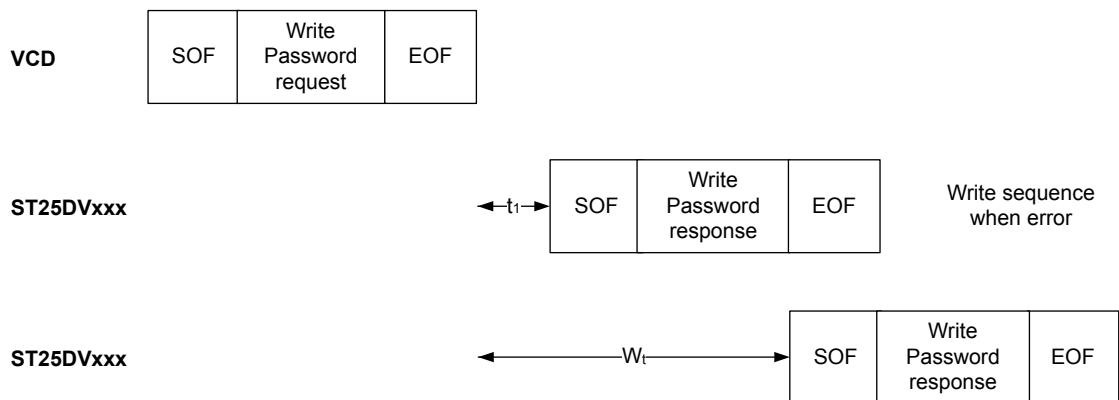 VCD
SOF
Write
Password
request
EOF
ST25DVxxx
t1
SOF
Write
Password
response
EOF
Write sequence
when error
ST25DVxxx
Wt
SOF
Write
Password
response
EOF